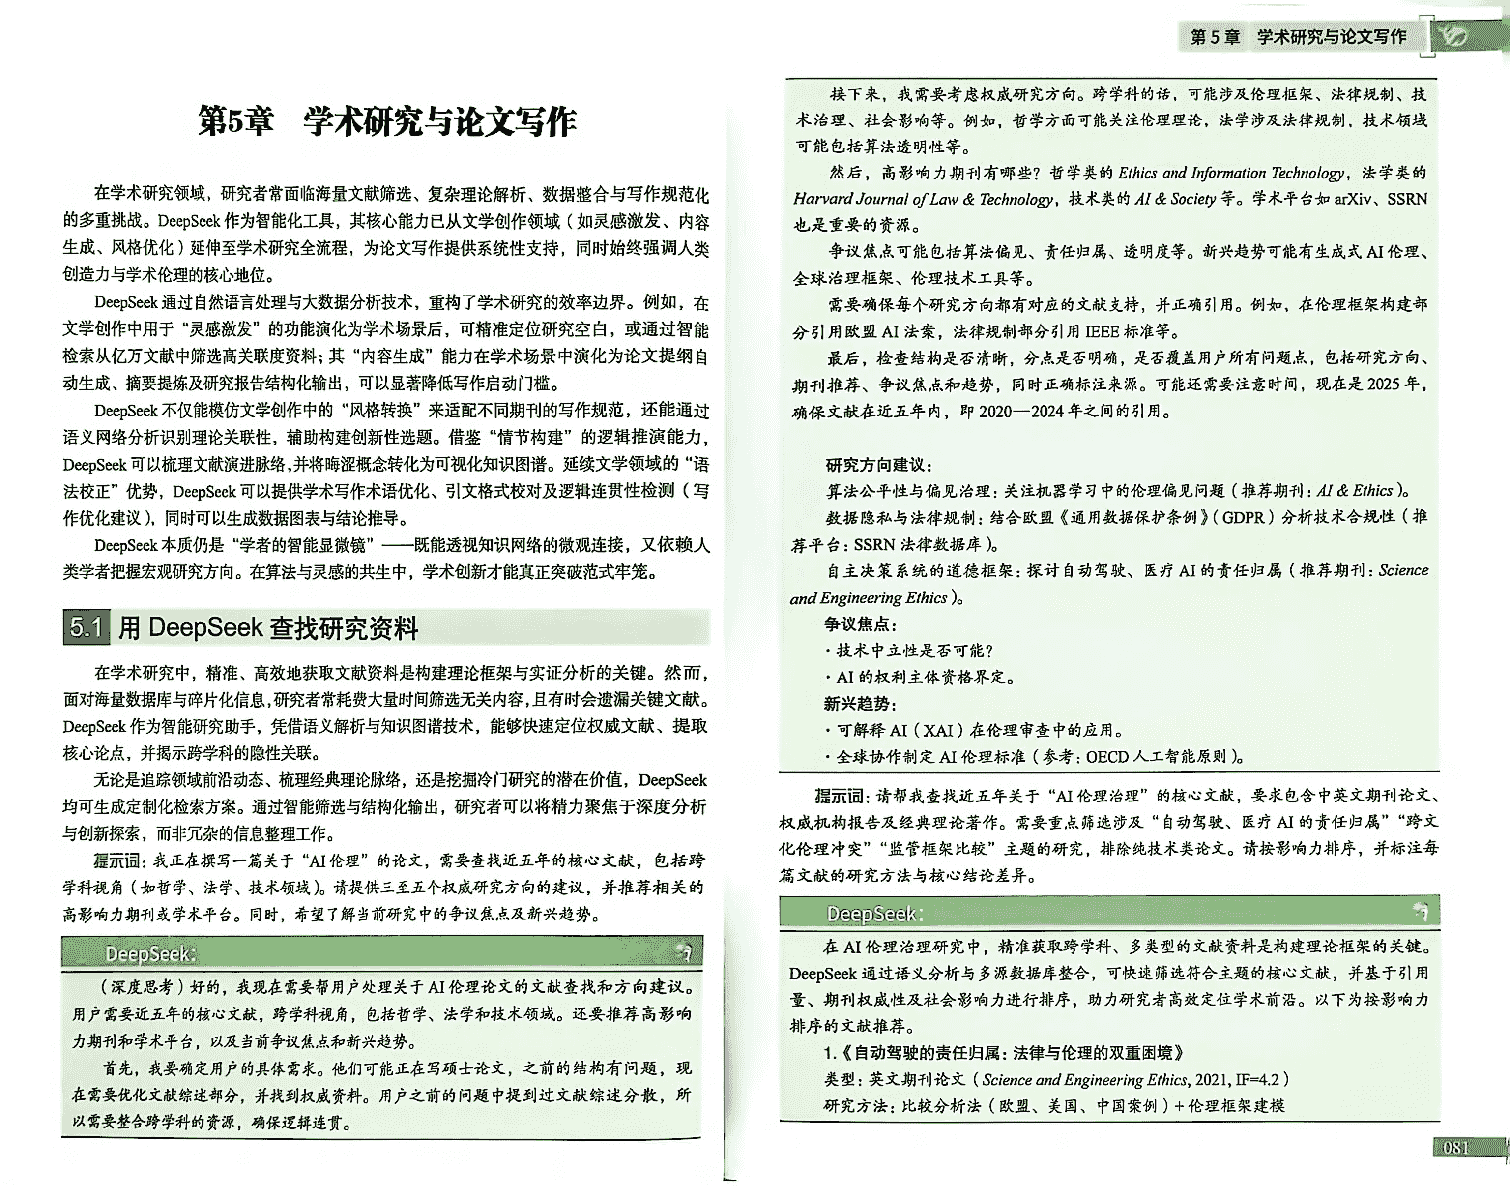 第5章 学术研究与论文写作
在学术研究领域，研究者常面临海量文献筛选、复杂理论解析、数据整合与写作规范化
的多重挑战。DeepSeek 作为智能化工具，其核心能力已从文学创作领域（如灵感激发、内容
生成、风格优化）延伸至学术研究全流程，为论文写作提供系统性支持，同时始终强调人类
创造力与学术伦理的核心地位。
DeepSeek 通过自然语言处理与大数据分析技术，重构了学术研究的效率边界。例如，在
文学创作中用于“灵感激发”的功能演化为学术场景后，可精准定位研究空白，或通过智能
检索从亿万文献中筛选高关联度资料；其“内容生成”能力在学术场景中演化为论文提纲自
动生成、摘要提炼及研究报告结构化输出，可以显著降低写作启动门槛。
DeepSeek 不仅能模仿文学创作中的“风格转换”来适配不同期刊的写作规范，还能通过
语义网络分析识别理论关联性，辅助构建创新性选题。借鉴“情节构建”的逻辑推演能力，
DeepSeek 可以梳理文献演进脉络，并将晦涩概念转化为可视化知识图谱。延续文学领域的“语
法校正”优势，DeepSeek 可以提供学术写作术语优化、引文格式校对及逻辑连贯性检测（写
作优化建议），同时可以生成数据图表与结论推导。
DeepSeek 本质仍是“学者的智能显微镜”——既能透视知识网络的微观连接，又依赖人
类学者把握宏观研究方向。在算法与灵感的共生中，学术创新才能真正突破范式牢笼。
5.1 用 DeepSeek 查找研究资料
在学术研究中，精准、高效地获取文献资料是构建理论框架与实证分析的关键。然而，
面对海量数据库与碎片化信息，研究者常耗费大量时间筛选无关内容，且有时会遗漏关键文献。
DeepSeek 作为智能研究助手，凭借语义解析与知识图谱技术，能够快速定位权威文献、提取
核心论点，并揭示跨学科的隐性关联。
无论是追踪领域前沿动态、梳理经典理论脉络，还是挖掘冷门研究的潜在价值，DeepSeek
均可生成定制化检索方案。通过智能筛选与结构化输出，研究者可以将精力聚焦于深度分析
与创新探索，而非冗杂的信息整理工作。
提示词：我正在撰写一篇关于“AI 伦理”的论文，需要查找近五年的核心文献，包括跨
学科视角（如哲学、法学、技术领域）。请提供三至五个权威研究方向的建议，并推荐相关的
高影响力期刊或学术平台。同时，希望了解当前研究中的争议焦点及新兴趋势。
DeepSeek：
（深度思考）好的，我现在需要帮用户处理关于 AI 伦理论文的文献查找和方向建议。
用户需要近五年的核心文献，跨学科视角，包括哲学、法学和技术领域。还要推荐高影响
力期刊和学术平台，以及当前争议焦点和新兴趋势。
首先，我要确定用户的具体需求。他们可能正在写硕士论文，之前的结构有问题，现
在需要优化文献综述部分，并找到权威资料。用户之前的问题中提到过文献综述分散，所
以需要整合跨学科的资源，确保逻辑连贯。
第 5 章 学术研究与论文写作
接下来，我需要考虑权威研究方向。跨学科的话，可能涉及伦理框架、法律规制、技
术治理、社会影响等。例如，哲学方面可能关注伦理理论，法学涉及法律规制，技术领域
可能包括算法透明性等。
然后，高影响力期刊有哪些？哲学类的 Ethics and Information Technology，法学类的
Harvard Journal of Law & Technology，技术类的 AI & Society 等。学术平台如 arXiv、SSRN
也是重要的资源。
争议焦点可能包括算法偏见、责任归属、透明度等。新兴趋势可能有生成式 AI 伦理、
全球治理框架、伦理技术工具等。
需要确保每个研究方向都有对应的文献支持，并正确引用。例如，在伦理框架构建部
分引用欧盟 AI 法案，法律规制部分引用 IEEE 标准等。
最后，检查结构是否清晰，分点是否明确，是否覆盖用户所有问题点，包括研究方向、
期刊推荐、争议焦点和趋势，同时正确标注来源。可能还需要注意时间，现在是 2025 年，
确保文献在近五年内，即 2020—2024 年之间的引用。
研究方向建议：
算法公平性与偏见治理：关注机器学习中的伦理偏见问题（推荐期刊：AI & Ethics）。
数据隐私与法律规制：结合欧盟《通用数据保护条例》（GDPR）分析技术合规性（推
荐平台：SSRN 法律数据库）。
自主决策系统的道德框架：探讨自动驾驶、医疗 AI 的责任归属（推荐期刊：Science
and Engineering Ethics）。
争议焦点：
·技术中立性是否可能？
·AI 的权利主体资格界定。
新兴趋势：
·可解释 AI（XAI）在伦理审查中的应用。
·全球协作制定 AI 伦理标准（参考：OECD 人工智能原则）。
提示词：请帮我查找近五年关于“AI 伦理治理”的核心文献，要求包含中英文期刊论文、
权威机构报告及经典理论著作。需要重点筛选涉及“自动驾驶、医疗 AI 的责任归属”“跨文
化伦理冲突”“监管框架比较”主题的研究，排除纯技术类论文。请按影响力排序，并标注每
篇文献的研究方法与核心结论差异。
DeepSeek：
在 AI 伦理治理研究中，精准获取跨学科、多类型的文献资料是构建理论框架的关键。
DeepSeek 通过语义分析与多源数据库整合，可快速筛选符合主题的核心文献，并基于引用
量、期刊权威性及社会影响力进行排序，助力研究者高效定位学术前沿。以下为按影响力
排序的文献推荐。
1.《自动驾驶的责任归属：法律与伦理的双重困境》
类型：英文期刊论文（Science and Engineering Ethics, 2021, IF=4.2）
研究方法：比较分析法（欧盟、美国、中国案例）+ 伦理框架建模
081